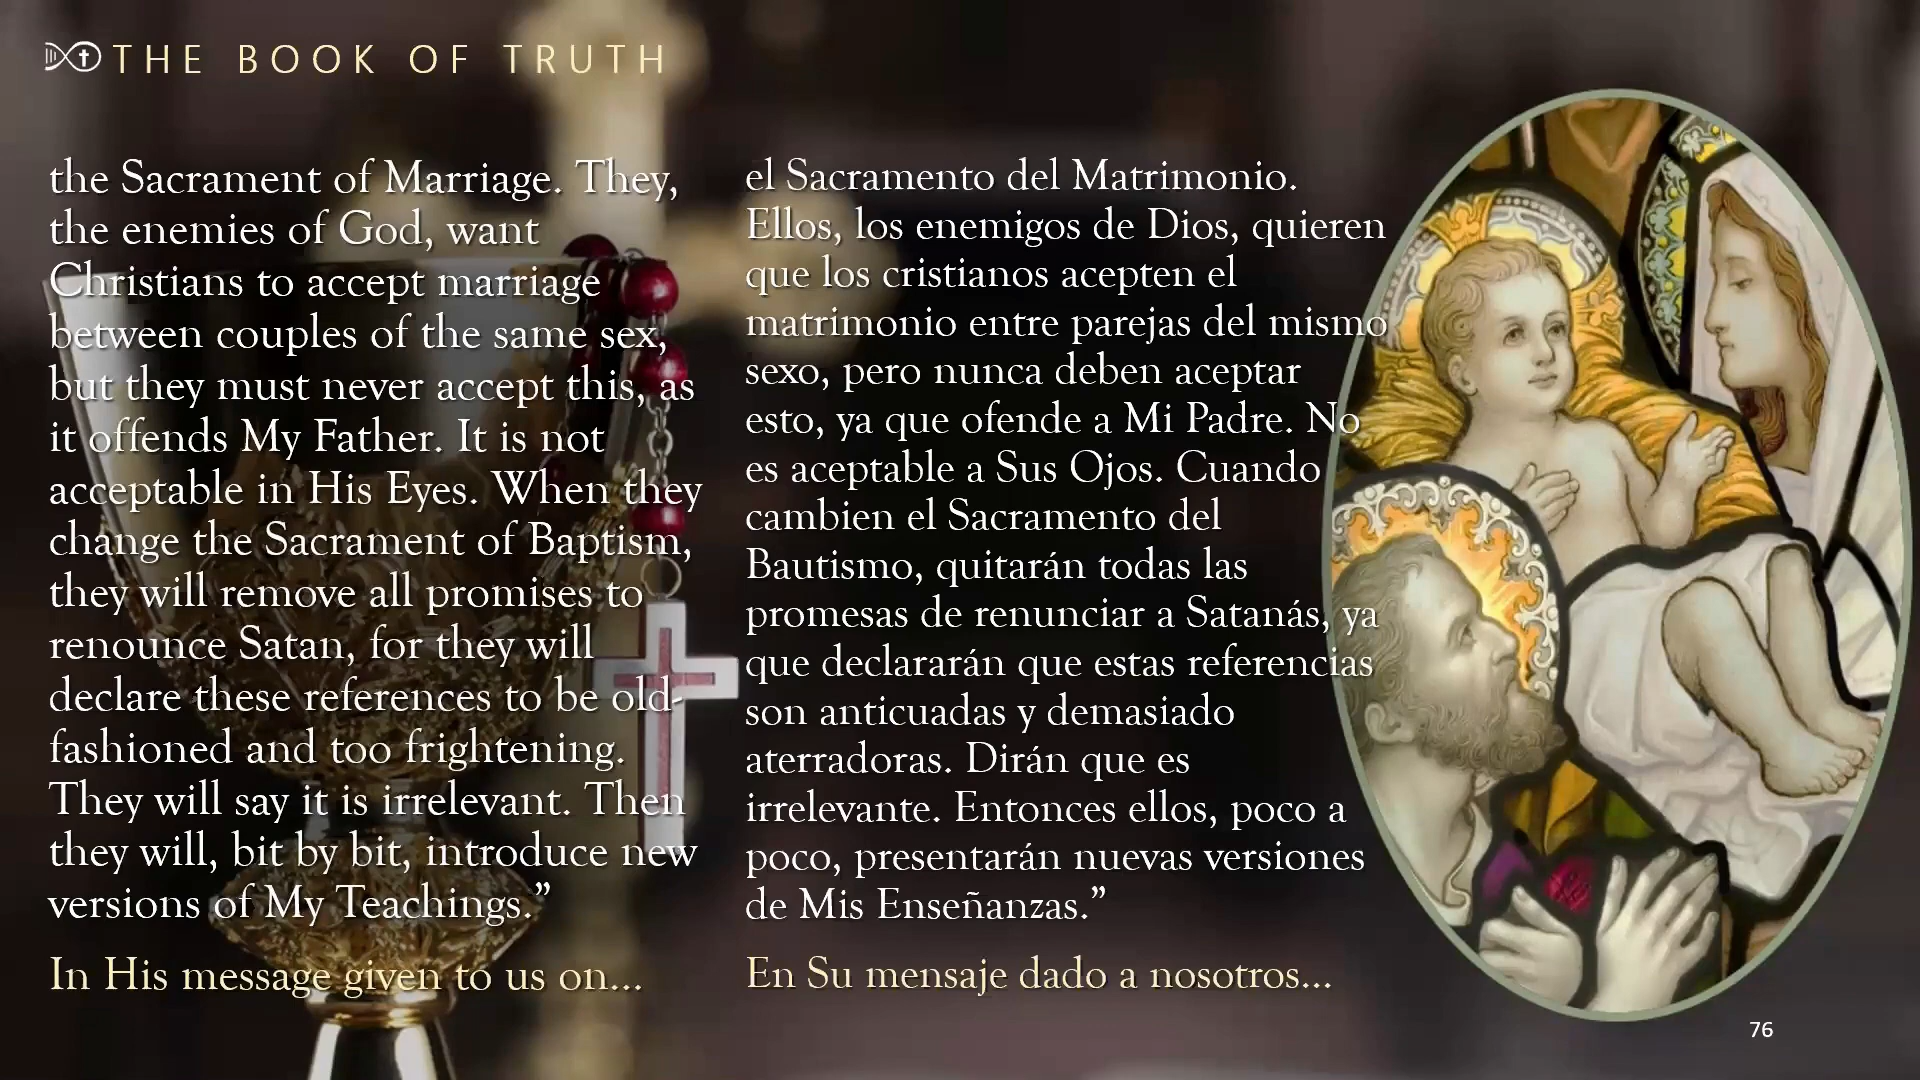 THE BOOK OF TRUTH
the Sacrament of Marriage. They,
the enemies of God, want
Christians to accept marriage
between couples of the same sex,
but they must never accept this, as
it offends My Father. It is not
acceptable in His Eyes. When they
change the Sacrament of Baptism,
they will remove all promises to
renounce Satan, for they will
declare these references to be old-
fashioned and too frightening.
They will say it is irrelevant. Then
they will, bit by bit, introduce new
versions of My Teachings.”
In His message given to us on...
el Sacramento del Matrimonio.
Ellos, los enemigos de Dios, quieren
que los cristianos acepten el
matrimonio entre parejas del mismo
sexo, pero nunca deben aceptar
esto, ya que ofende a Mi Padre. No
es aceptable a Sus Ojos. Cuando
cambien el Sacramento del
Bautismo, quitarán todas las
promesas de renunciar a Satanás, ya
que declararán que estas referencias
son anticuadas y demasiado
aterradoras. Dirán que es
irrelevante. Entonces ellos, poco a
poco, presentarán nuevas versiones
de Mis Enseñanzas.”
En Su mensaje dado a nosotros...
76